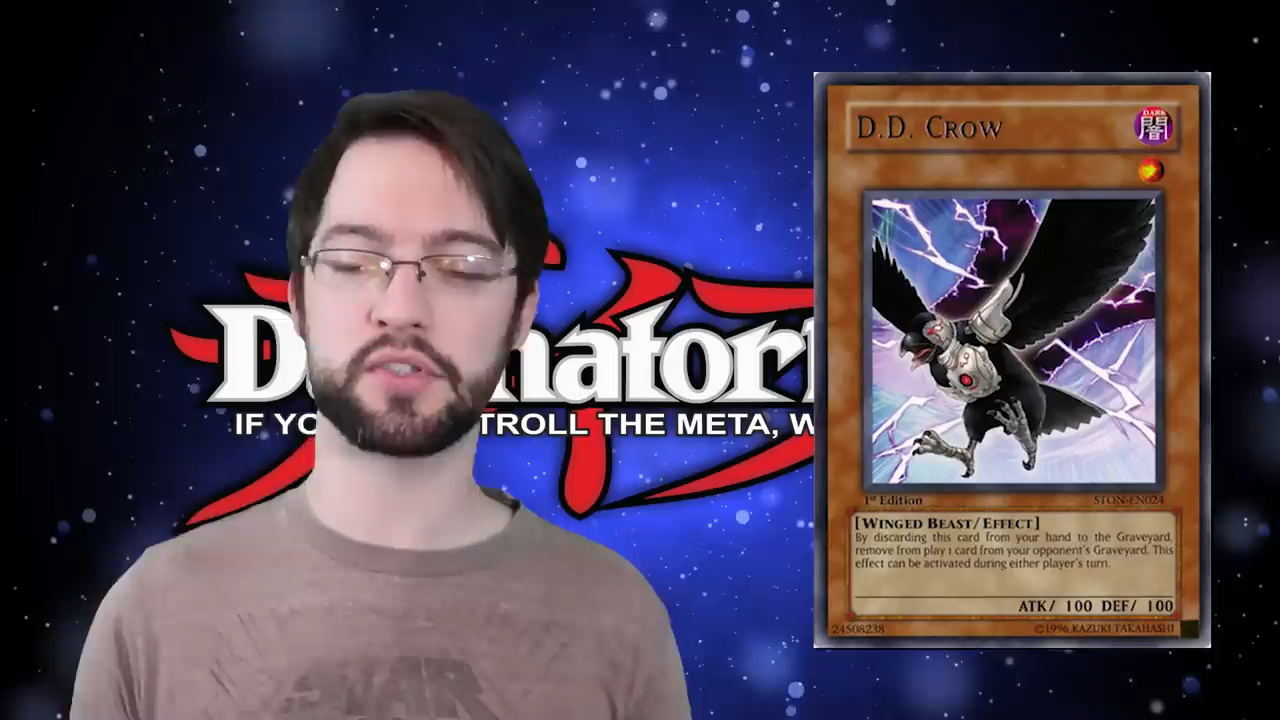 D.D. CROW
DARK
闇
1st Edition
STON-EN024
[WINGED BEAST/EFFECT]
By discarding this card from your hand to the Graveyard,
remove from play 1 card from your opponent's Graveyard. This
effect can be activated during either player's turn.
ATK/ 100 DEF/ 100
24508238
©1996 KAZUKI TAKAHASHI
IF YO TROLL THE META, W
WAR